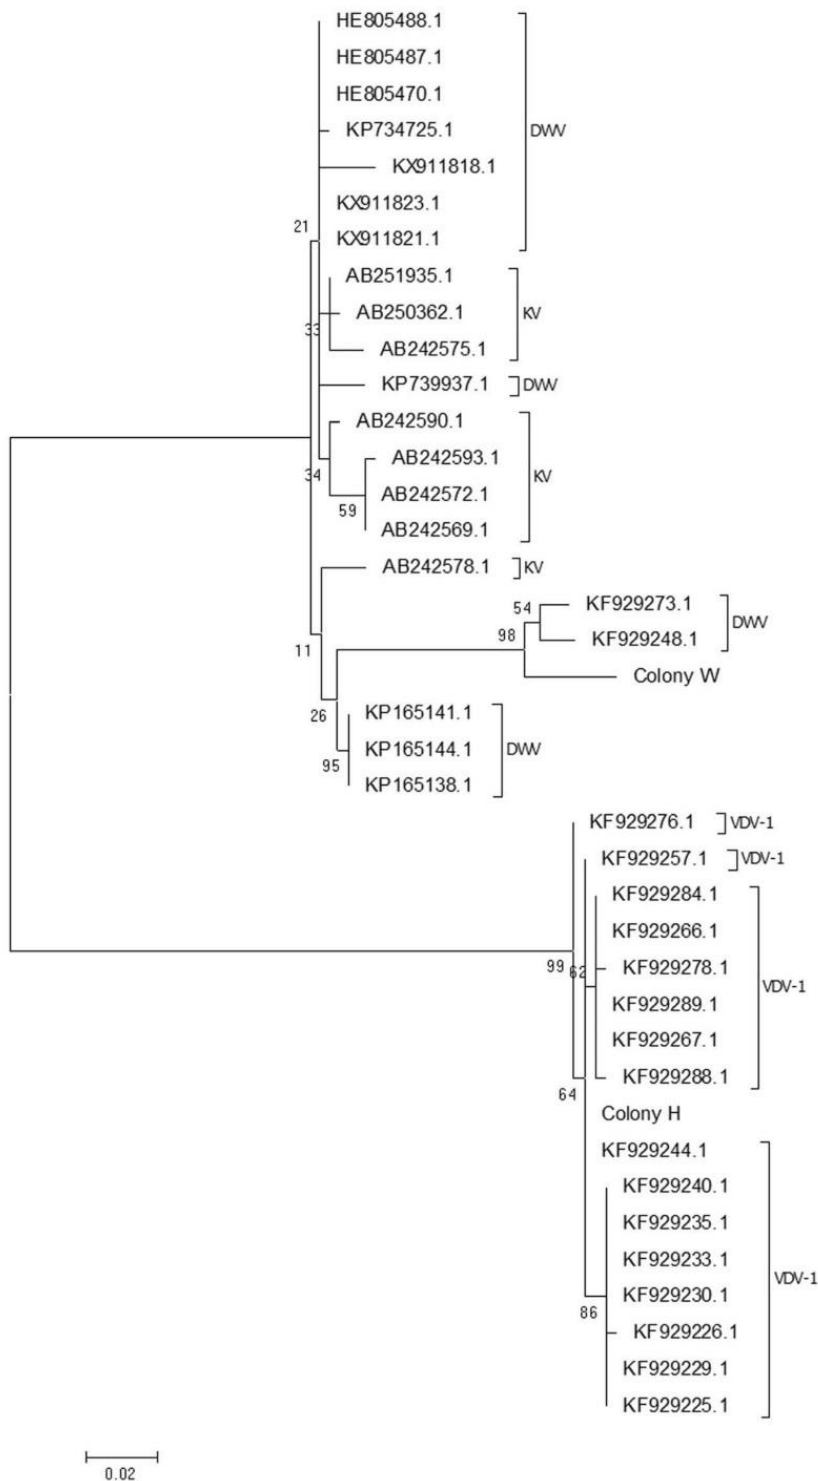 HE805488.1
HE805487.1
HE805470.1
KP734725.1
DWV
KX911818.1
KX911823.1
21
KX911821.1
AB251935.1
33
AB250362.1
KV
AB242575.1
KP739937.1
DWV
AB242590.1
34
AB242593.1
KV
59
AB242572.1
AB242569.1
AB242578.1
KV
54
KF929273.1
DWV
98
KF929248.1
11
Colony W
26
KP165141.1
95
KP165144.1
DWV
KP165138.1
KF929276.1
VDV-1
KF929257.1
VDV-1
KF929284.1
KF929266.1
99
62
KF929278.1
VDV-1
KF929289.1
KF929267.1
64
KF929288.1
Colony H
KF929244.1
KF929240.1
KF929235.1
KF929233.1
VDV-1
86
KF929230.1
KF929226.1
KF929229.1
KF929225.1
0.02